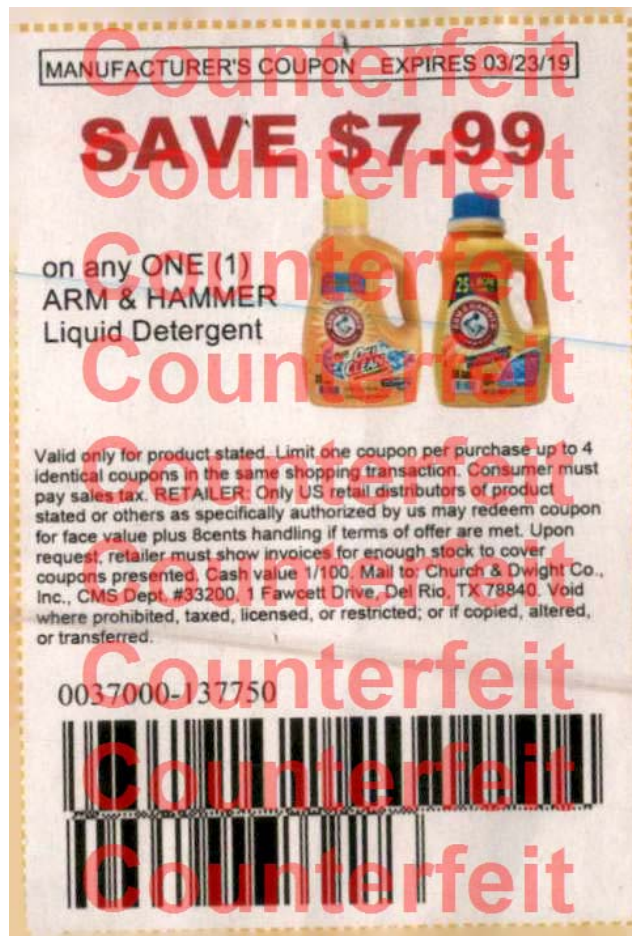 Counterfeit
MANUFACTURER'S COUPON EXPIRES 03/23/19
SAVE $7.99
Counterfeit
Counterfeit
on any ONE (1)
ARM & HAMMER
Liquid Detergent
25
ARM & HAMMER
Counterfeit
Counterfeit
Valid only for product stated. Limit one coupon per purchase up to 4
identical coupons in the same shopping transaction. Consumer must
pay sales tax. RETAILER: Only US retail distributors of product
stated or others as specifically authorized by us may redeem coupon
for face value plus 8cents handling if terms of offer are met. Upon
request, retailer must show invoices for enough stock to cover
coupons presented. Cash value 1/100. Mail to: Church & Dwight Co.,
Inc., CMS Dept. #33200, 1 Fawcett Drive, Del Rio, TX 78840. Void
where prohibited, taxed, licensed, or restricted; or if copied, altered,
or transferred.
Counterfeit
Counterfeit
0037000-137750
Counterfeit
Counterfeit